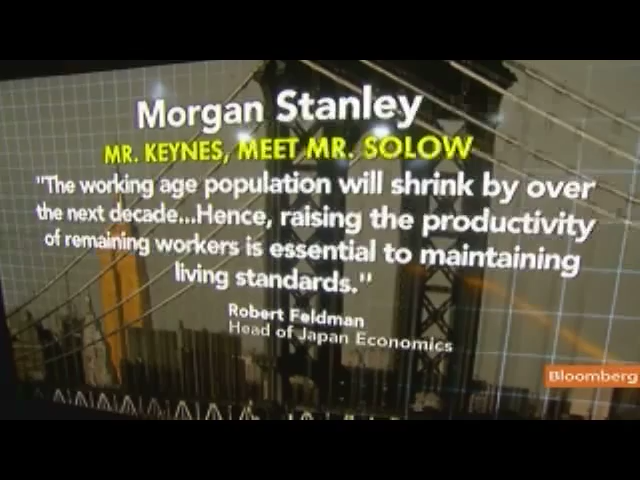 Morgan Stanley
MR. KEYNES, MEET MR. SOLOW
"The working age population will shrink by over
the next decade...Hence, raising the productivity
of remaining workers is essential to maintaining
living standards."
Robert Feldman
Head of Japan Economics
Bloomberg